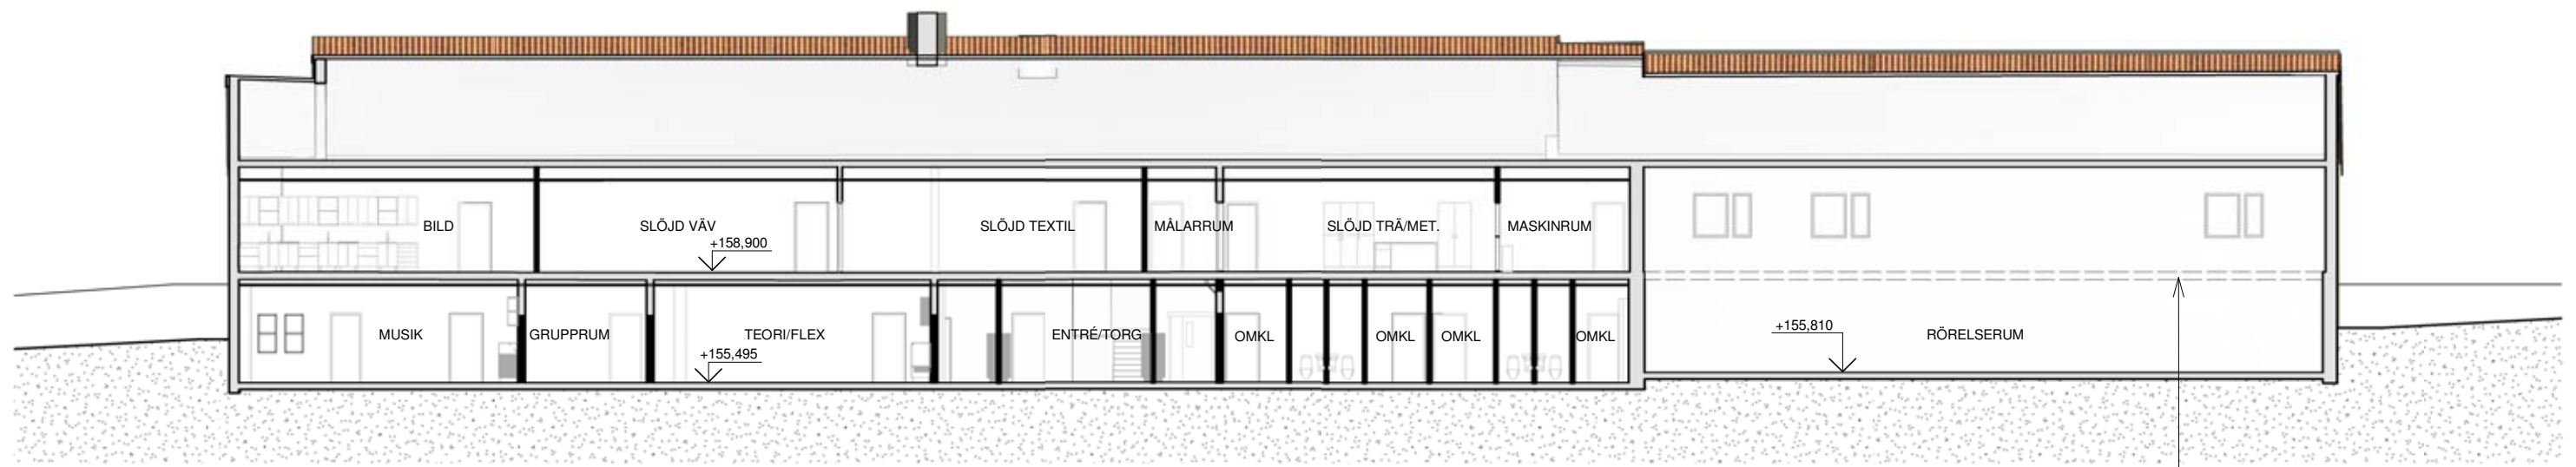 BILD
SLÖJD VÄV
+158,900
SLÖJD TEXTIL
MÅLARRUM
SLÖJD TRÄ/MET.
MASKINRUM
MUSIK
GRUPPRUM
TEORI/FLEX
+155,495
ENTRÉ/TORG
OMKL
OMKL
OMKL
OMKL
+155,810
RÖRELSERUM